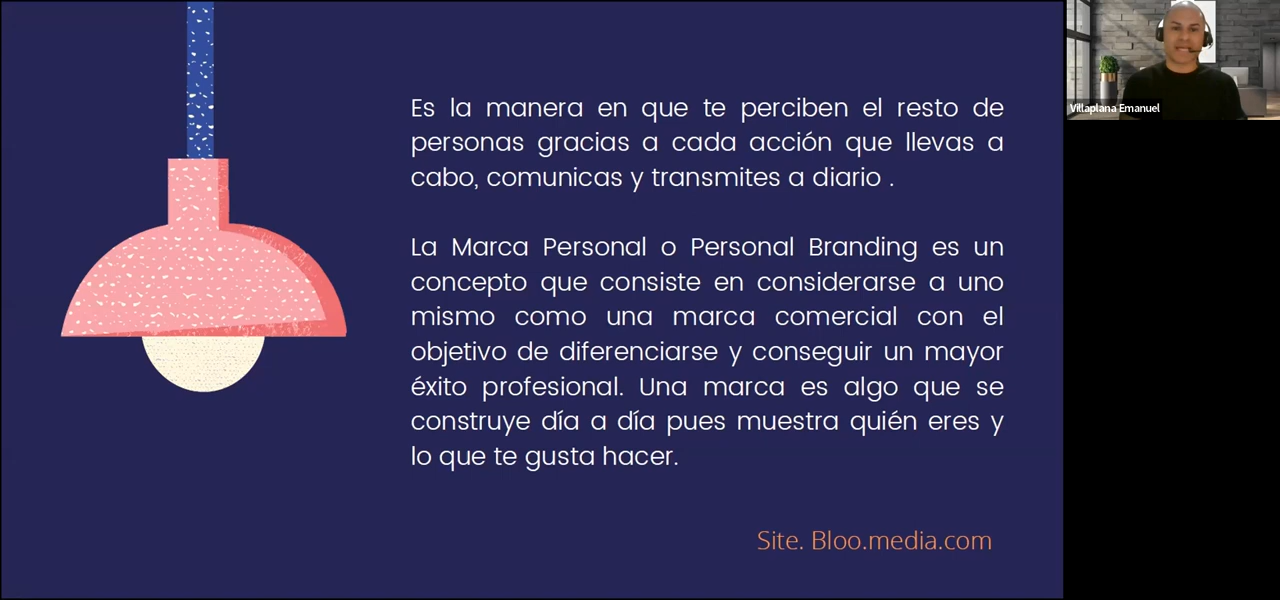 Es la manera en que te perciben el resto de
personas gracias a cada acción que llevas a
cabo, comunicas y transmites a diario .
La Marca Personal o Personal Branding es un
concepto que consiste en considerarse a uno
mismo como una marca comercial con el
objetivo de diferenciarse y conseguir un mayor
éxito profesional. Una marca es algo que se
construye día a día pues muestra quién eres y
lo que te gusta hacer.
Site. Bloo.media.com
Villaplana Emanuel